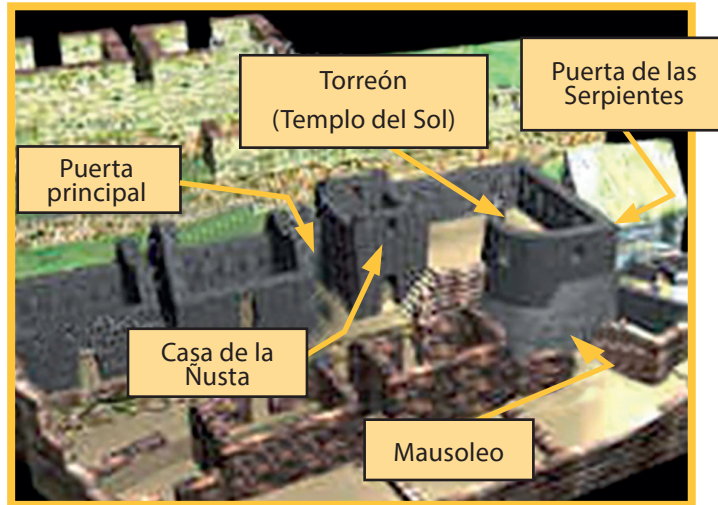 Torreón
(Templo del Sol)
Puerta de las
Serpientes
Puerta
principal
Casa de la
Ñusta
Mausoleo